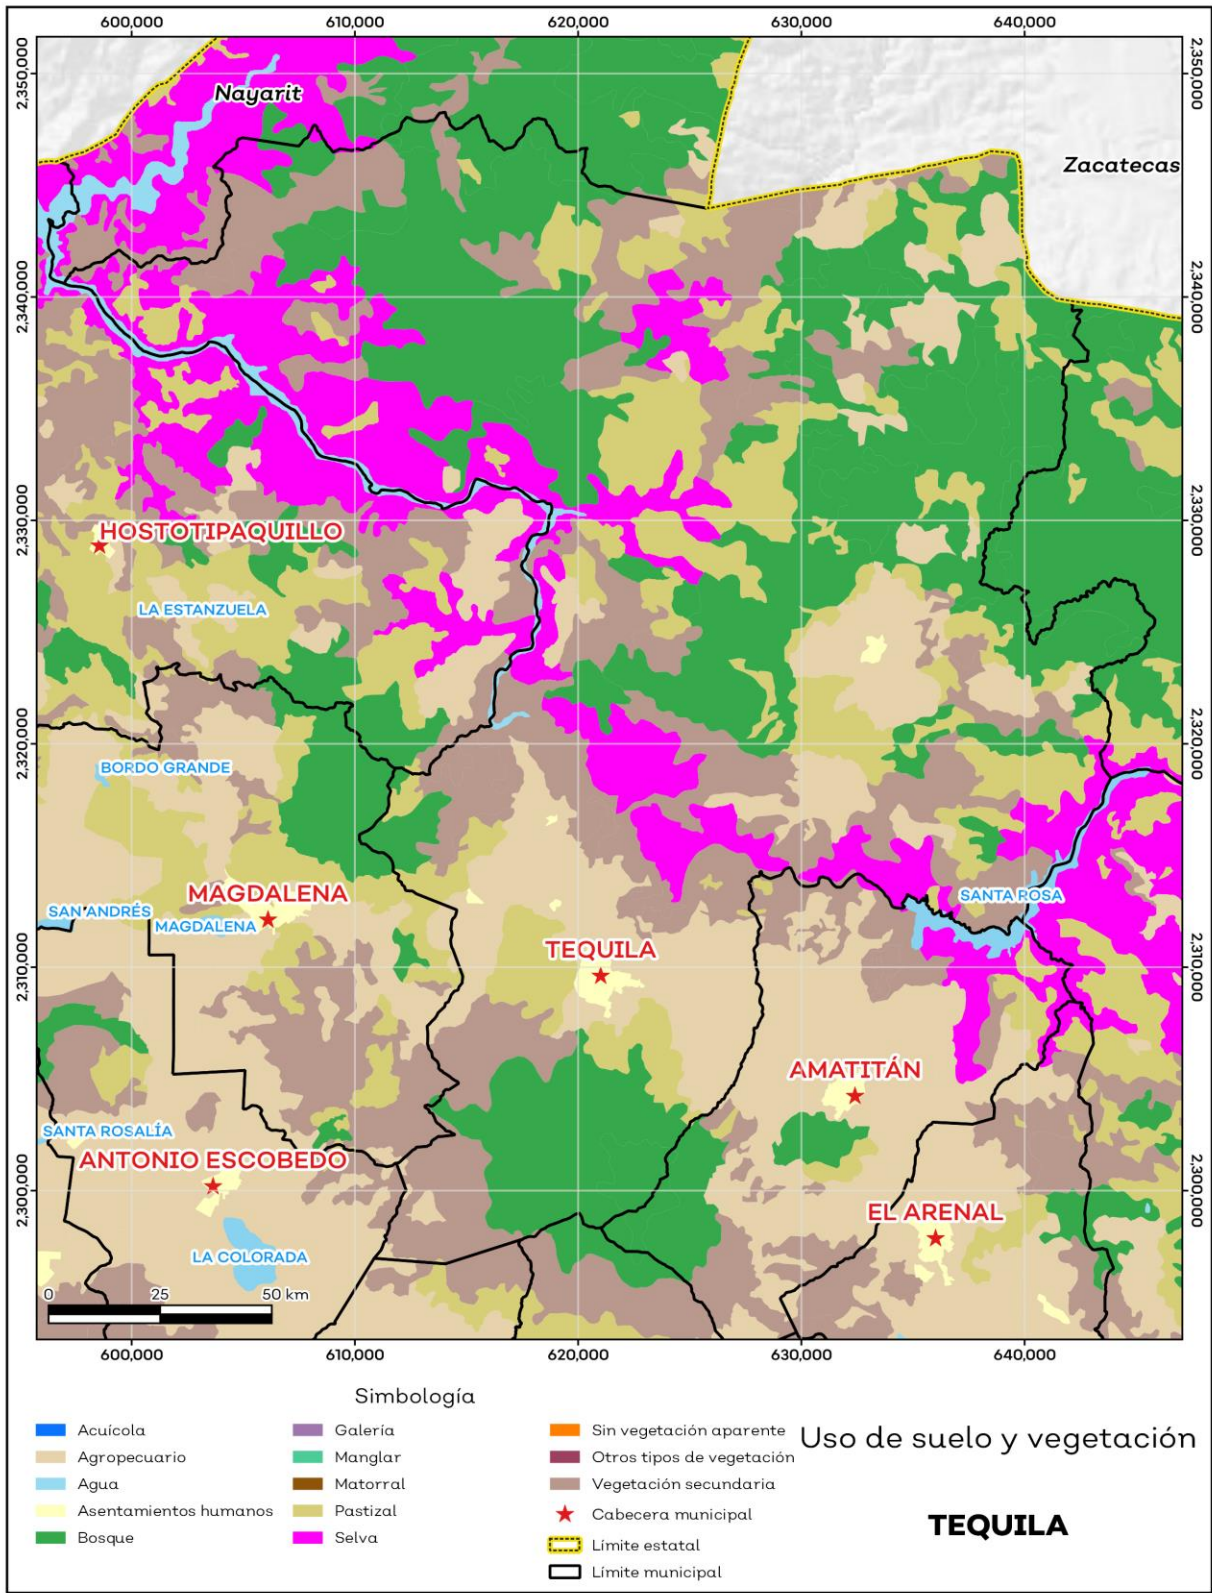 600,000 610,000 620,000 630,000 640,000
2,350,000 2,350,000
Nayarit
Zacatecas
2,340,000 2,340,000
2,330,000 2,330,000
HOSTOTIPAQUILLO
LA ESTANZUELA
2,320,000 2,320,000
BORDO GRANDE
MAGDALENA
SANTA ROSA
SAN ANDRÉS
MAGDALENA
TEQUILA
2,310,000 2,310,000
AMATITÁN
SANTA ROSALÍA
ANTONIO ESCOBEDO
2,300,000 2,300,000
EL ARENAL
LA COLORADA
0 25 50 km
600,000 610,000 620,000 630,000 640,000
Simbología
Acuícola
Agropecuario
Agua
Asentamientos humanos
Bosque
Galería
Manglar
Matorral
Pastizal
Selva
Sin vegetación aparente
Otros tipos de vegetación
Vegetación secundaria
Cabecera municipal
Límite estatal
Límite municipal
Uso de suelo y vegetación
TEQUILA